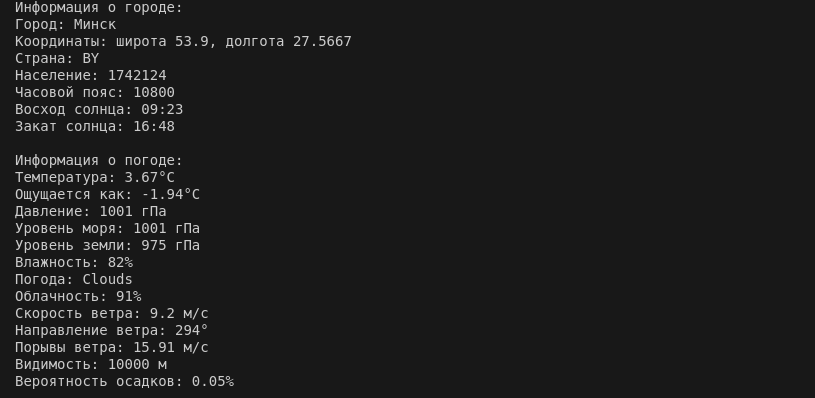 Информация о городе:
Город: Минск
Координаты: широта 53.9, долгота 27.5667
Страна: BY
Население: 1742124
Часовой пояс: 10800
Восход солнца: 09:23
Закат солнца: 16:48
Информация о погоде:
Температура: 3.67°C
Ощущается как: -1.94°C
Давление: 1001 гПа
Уровень моря: 1001 гПа
Уровень земли: 975 гПа
Влажность: 82%
Погода: Clouds
Облачность: 91%
Скорость ветра: 9.2 м/с
Направление ветра: 294°
Порывы ветра: 15.91 м/с
Видимость: 10000 м
Вероятность осадков: 0.05%